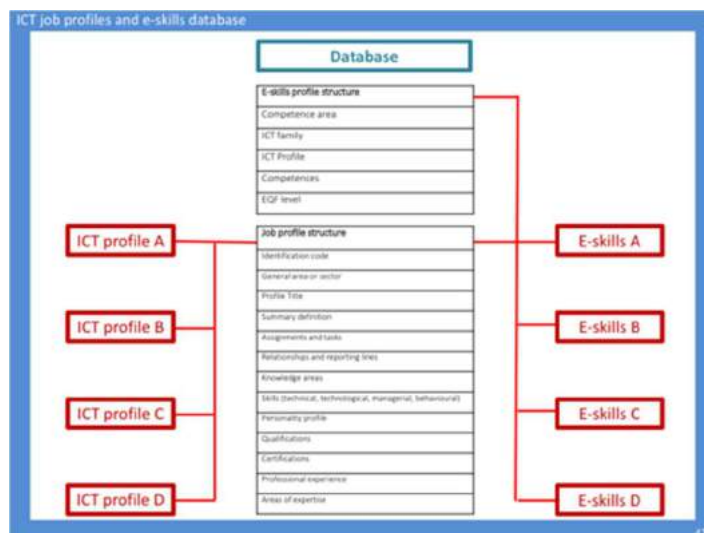 ICT job profiles and e-skills database
Database
E-skills profile structure
Competence area
ICT family
ICT Profile
Competences
EQF level
Job profile structure
Identification code
General area or sector
Profile Title
Summary definition
Assignments and tasks
Relationships and reporting lines
Knowledge areas
Skills (technical, technological, managerial, behavioural)
Personality profile
Qualifications
Certifications
Professional experience
Areas of expertise
ICT profile A
ICT profile B
ICT profile C
ICT profile D
E-skills A
E-skills B
E-skills C
E-skills D